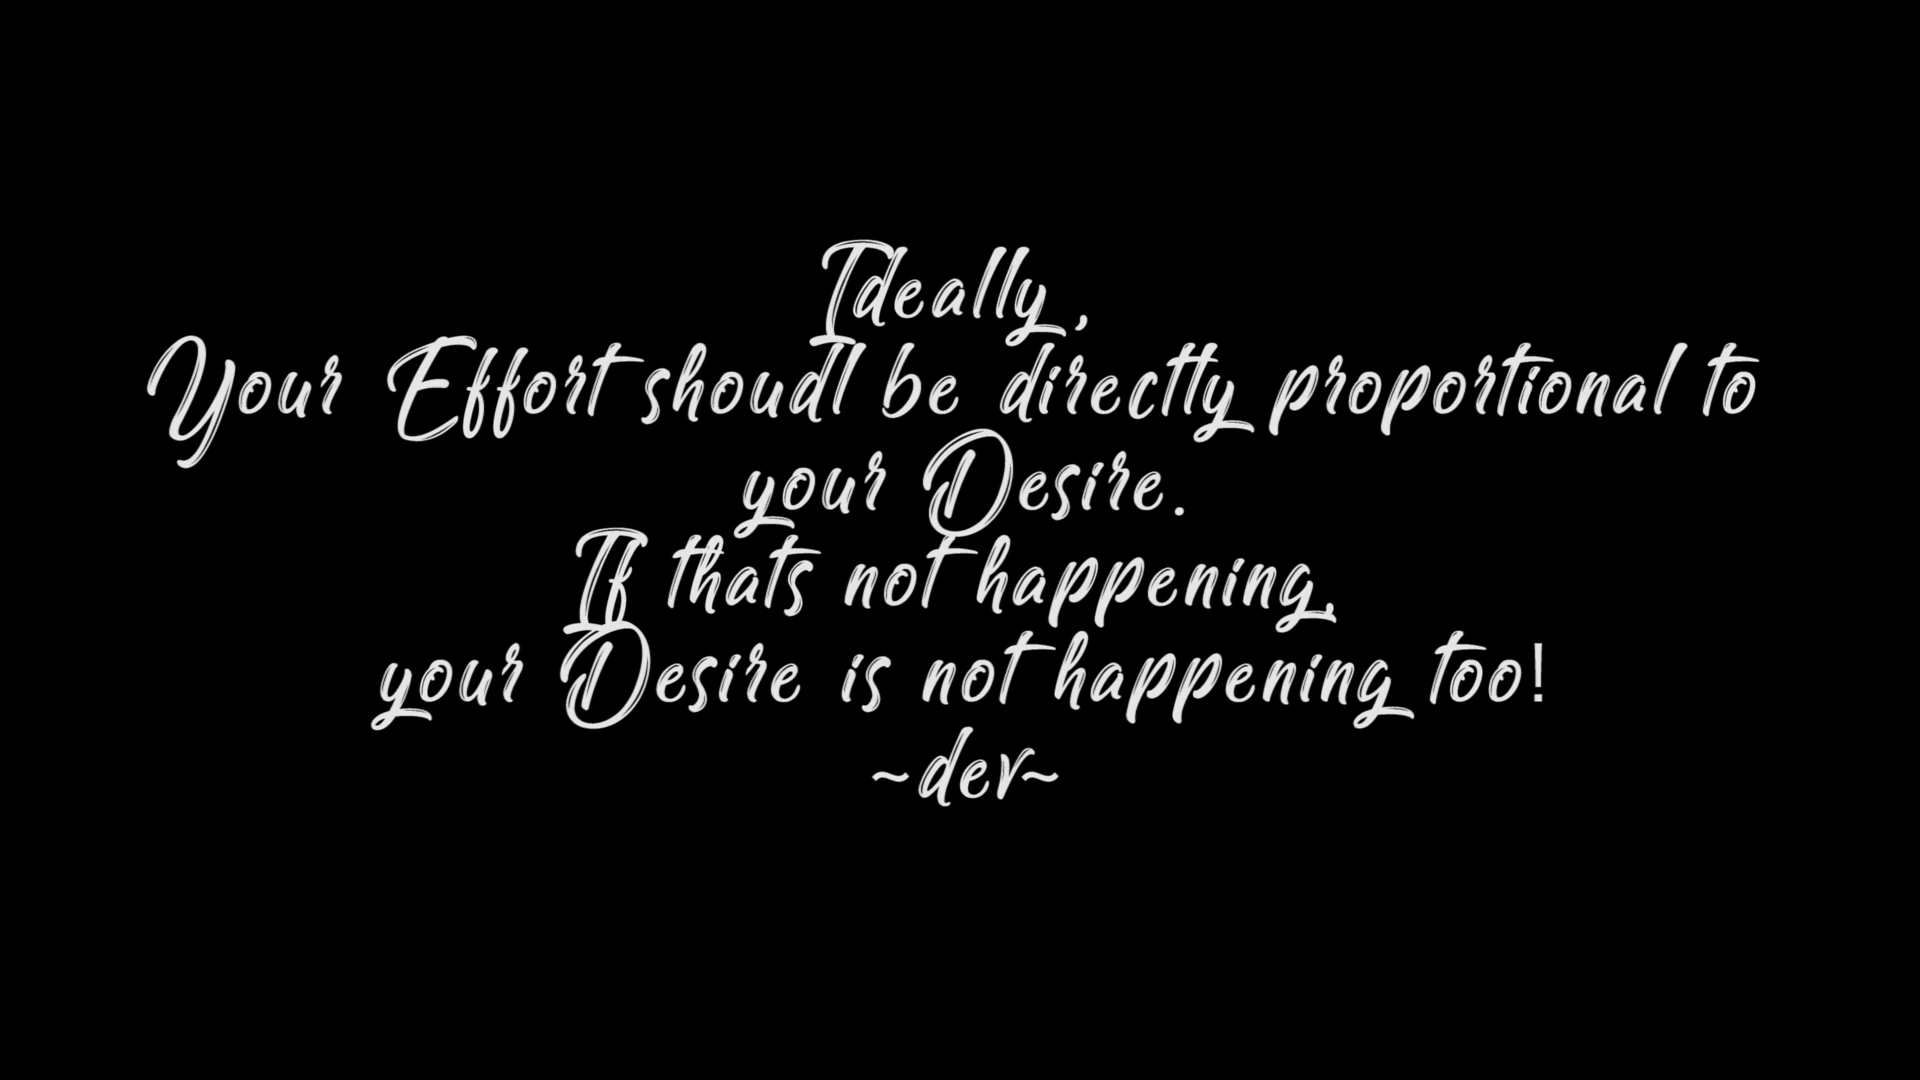 Ideally,
Your Effort shoudl be directly proportional to
your Desire.
If thats not happening,
your Desire is not happening too!
~dev~